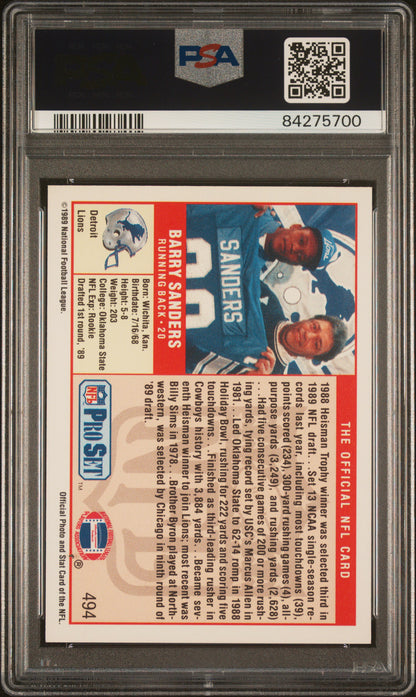 PSA
84275700
THE OFFICIAL NFL CARD
SANDERS
BARRY SANDERS
RUNNING BACK • 20
Detroit
Lions
Born: Wichita, Kan.
Birthdate: 7/16/68
Height: 5-8
Weight: 203
College: Oklahoma State
NFL Exp: Rookie
Drafted 1st round, '89
©1989 National Football League.
1988 Heisman Trophy winner was selected third in
1989 NFL draft. . .Set 13 NCAA single-season re-
cords last year, including most touchdowns (39),
points scored (234), 300-yard rushing games (4), all-
purpose yards (3,249), and rushing yards (2,628)
. . .Had five consecutive games of 200 or more rush-
ing yards, tying record set by USC's Marcus Allen in
1981. . .Led Oklahoma State to 62-14 romp in 1988
Holiday Bowl, rushing for 222 yards and scoring five
touchdowns. . .Finished as third-leading rusher in
Cowboys history with 3,884 yards. . .Became sev-
enth Heisman winner to join Lions; most recent was
Billy Sims in 1978. . .Brother Byron played at North-
western, was selected by Chicago in ninth round of
'89 draft.
NFL
PRO SET
TM
®
Official Photo and Stat Card of the NFL.
494